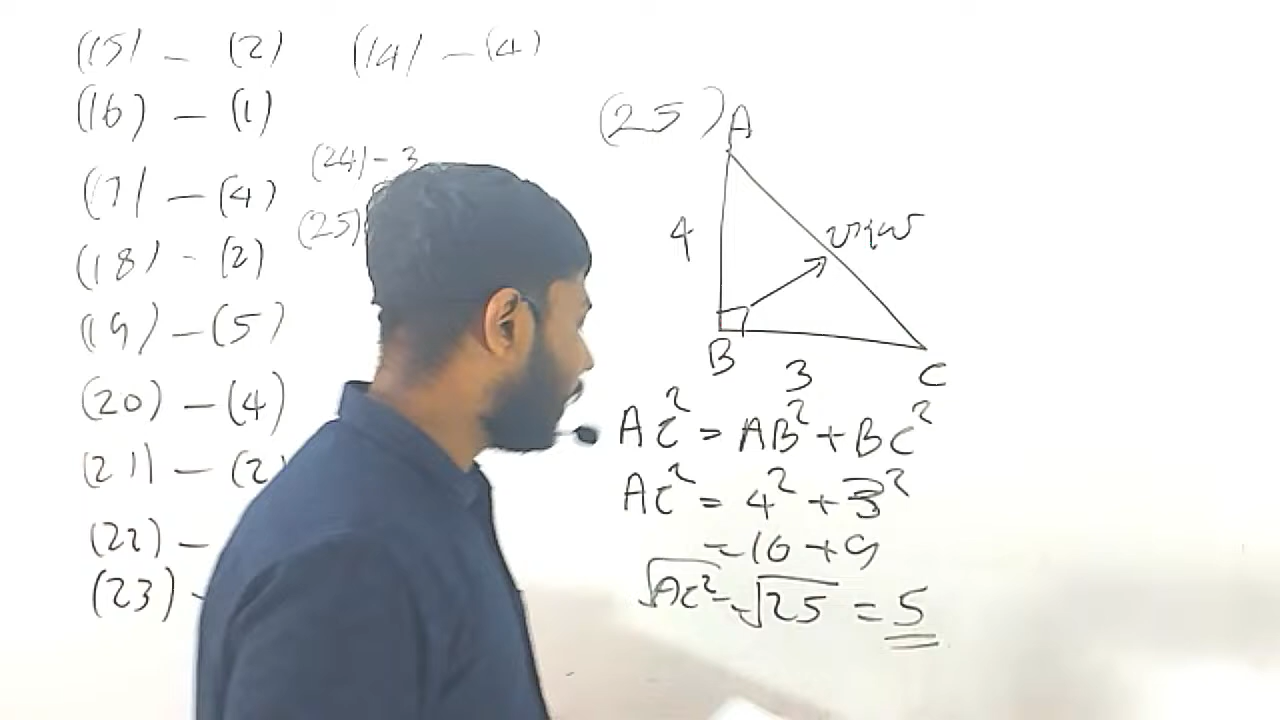 (15) - (2)
(14) - (4)
(16) - (1)
(17) - (4)
(18) - (2)
(19) - (5)
(20) - (4)
(21) - (2
(22) -
(23) -
(24) - 3
(25)
(25)
A
4
B
3
C
AC² = AB² + BC²
AC² = 4² + 3²
= 16 + 9
√AC² = √25 = 5